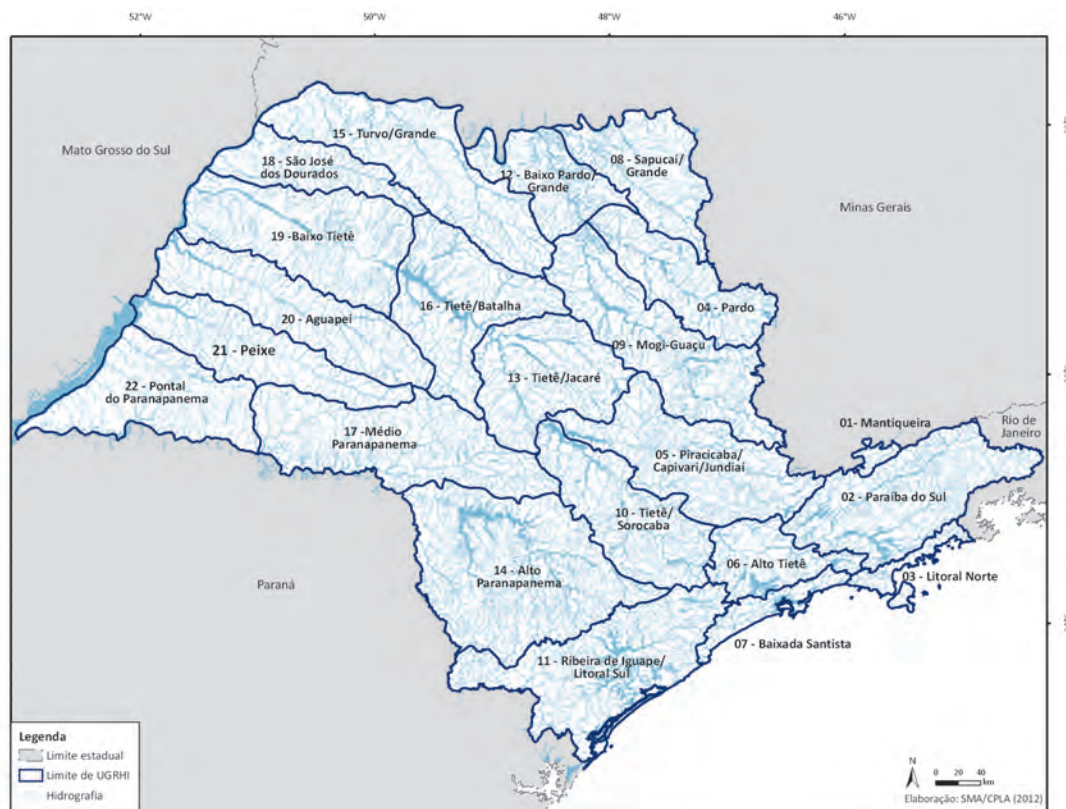 52°W 50°W 48°W 46°W
Mato Grosso do Sul
15 - Turvo/Grande
18 - São José
dos Dourados
12 - Baixo Pardo/
Grande
08 - Sapucaí/
Grande
Minas Gerais
19 -Baixo Tietê
16 - Tietê/Batalha
04 - Pardo
20 - Aguapeí
09 - Mogi-Guaçu
21 - Peixe
13 - Tietê/Jacaré
22 - Pontal
do Paranapanema
17 -Médio
Paranapanema
01- Mantiqueira
Rio de
Janeiro
05 - Piracicaba/
Capivari/Jundiaí
02 - Paraíba do Sul
10 - Tietê/
Sorocaba
06 - Alto Tietê
03 - Litoral Norte
14 - Alto
Paranapanema
Paraná
07 - Baixada Santista
11 - Ribeira de Iguape/
Litoral Sul
Legenda
Limite estadual
Limite de UGRHI
Hidrografia
N
0 20 40
km
Elaboração: SMA/CPLA (2012)